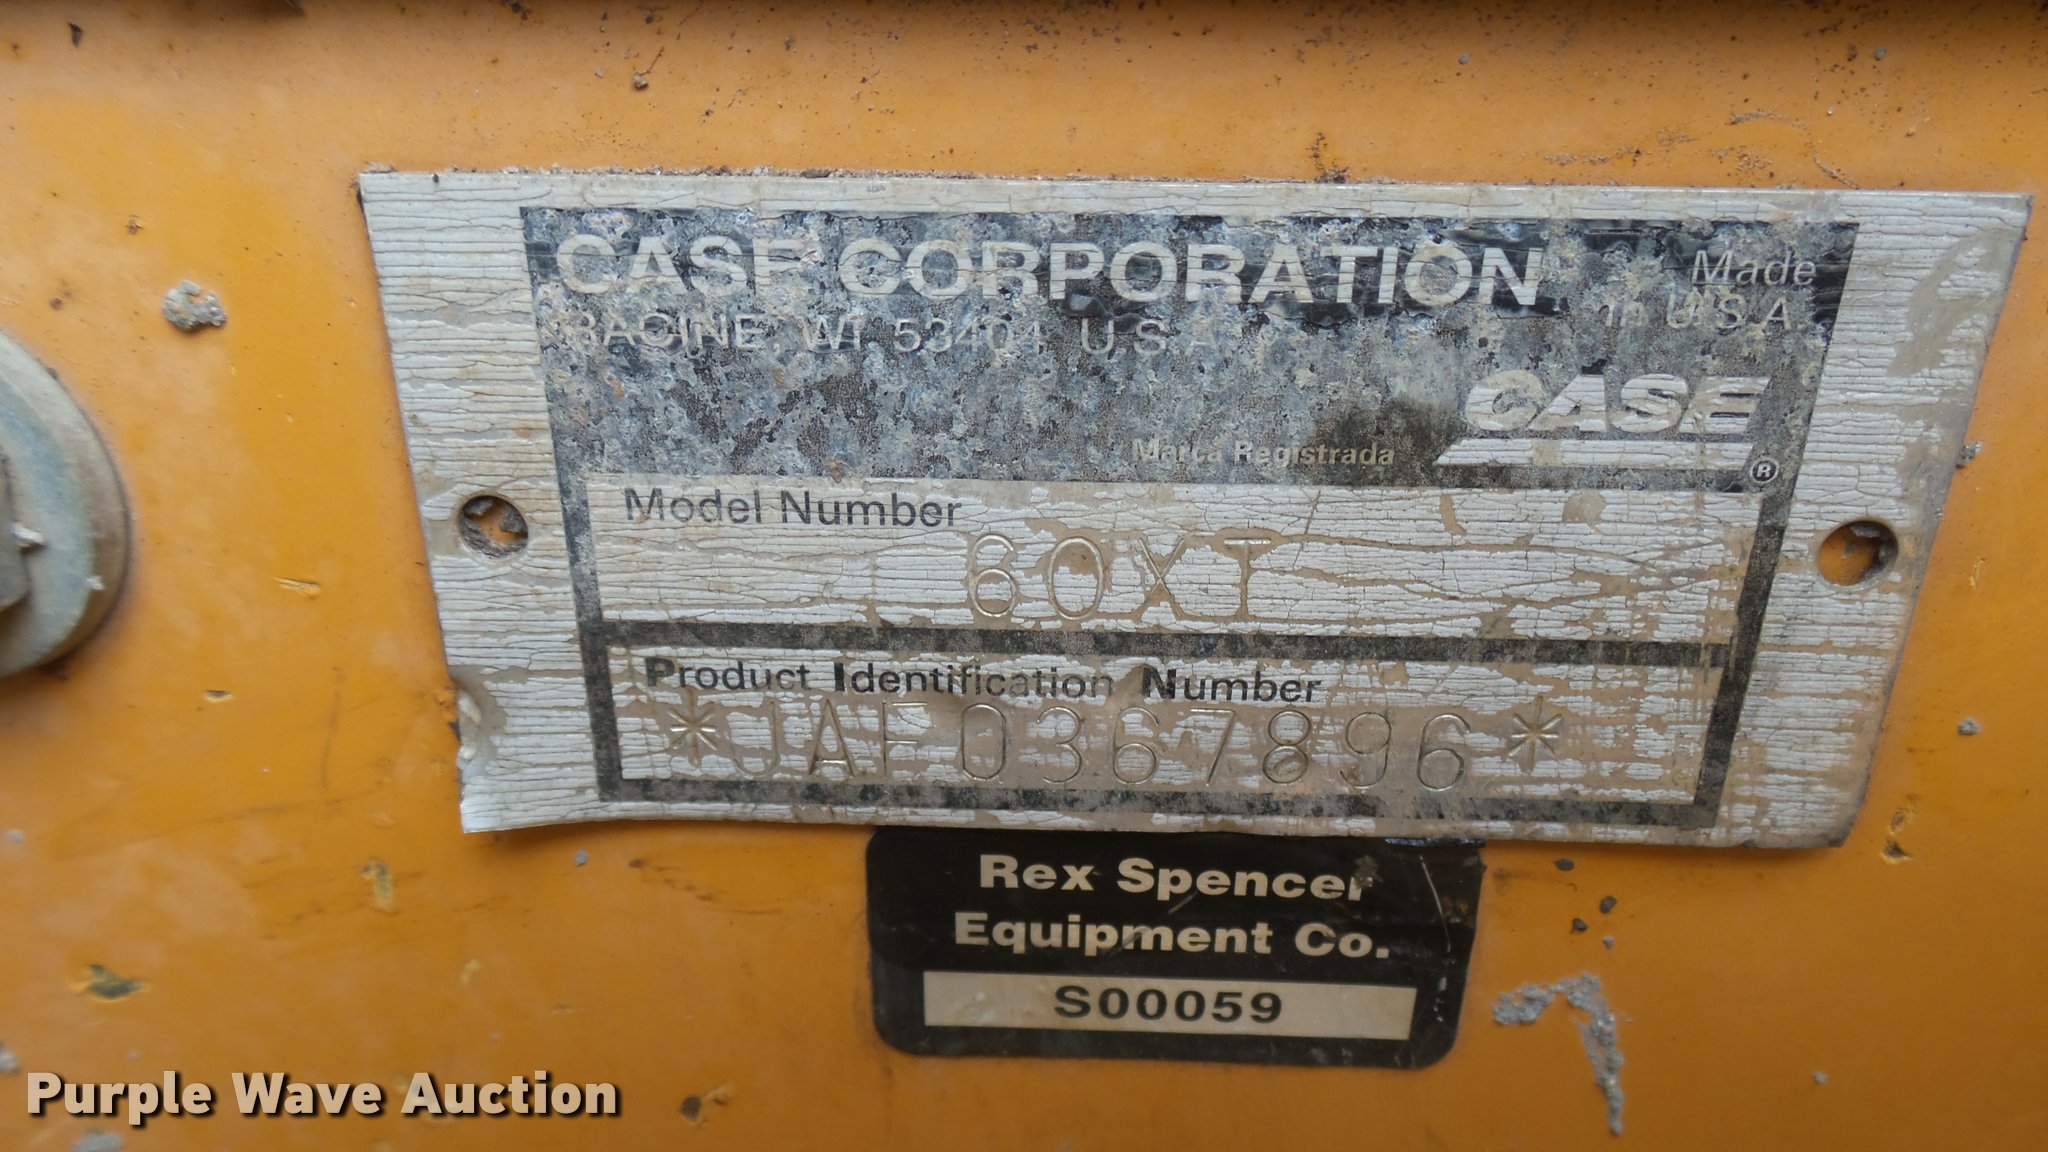 CASE CORPORATION
Made
in U.S.A.
RACINE, WI 53404 U.S.A.
CASE
Marca Registrada
®
Model Number
60XT
Product Identification Number
*JAF0367896*
Rex Spencer
Equipment Co.
S00059
Purple Wave Auction